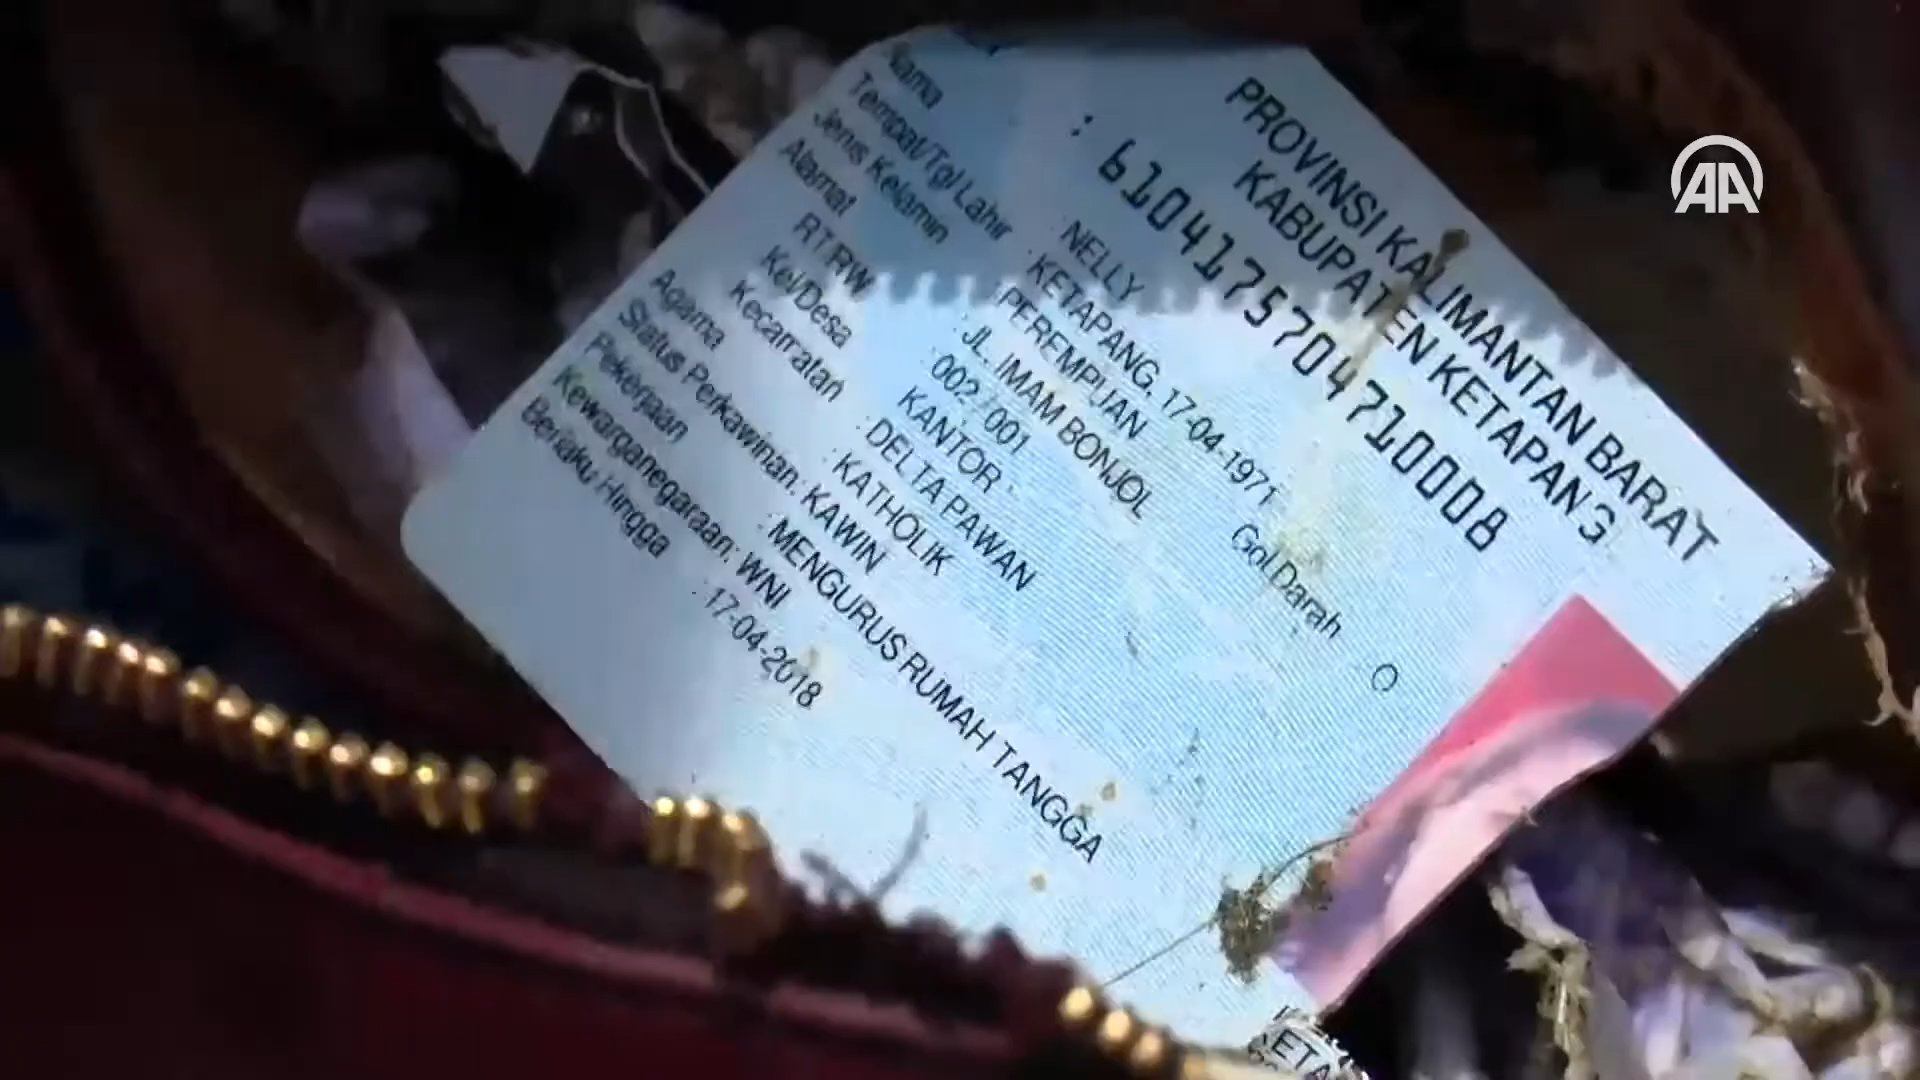 PROVINSI KALIMANTAN BARAT
KABUPATEN KETAPANG
: 6104175704710008
Nama : NELLY
Tempat/Tgl Lahir : KETAPANG, 17-04-1971
Jenis Kelamin : PEREMPUAN Gol Darah : O
Alamat : JL. IMAM BONJOL
RT/RW : 002/001
Kel/Desa : KANTOR
Kecamatan : DELTA PAWAN
Agama : KATHOLIK
Status Perkawinan: KAWIN
Pekerjaan : MENGURUS RUMAH TANGGA
Kewarganegaraan: WNI
Berlaku Hingga : 17-04-2018
AA